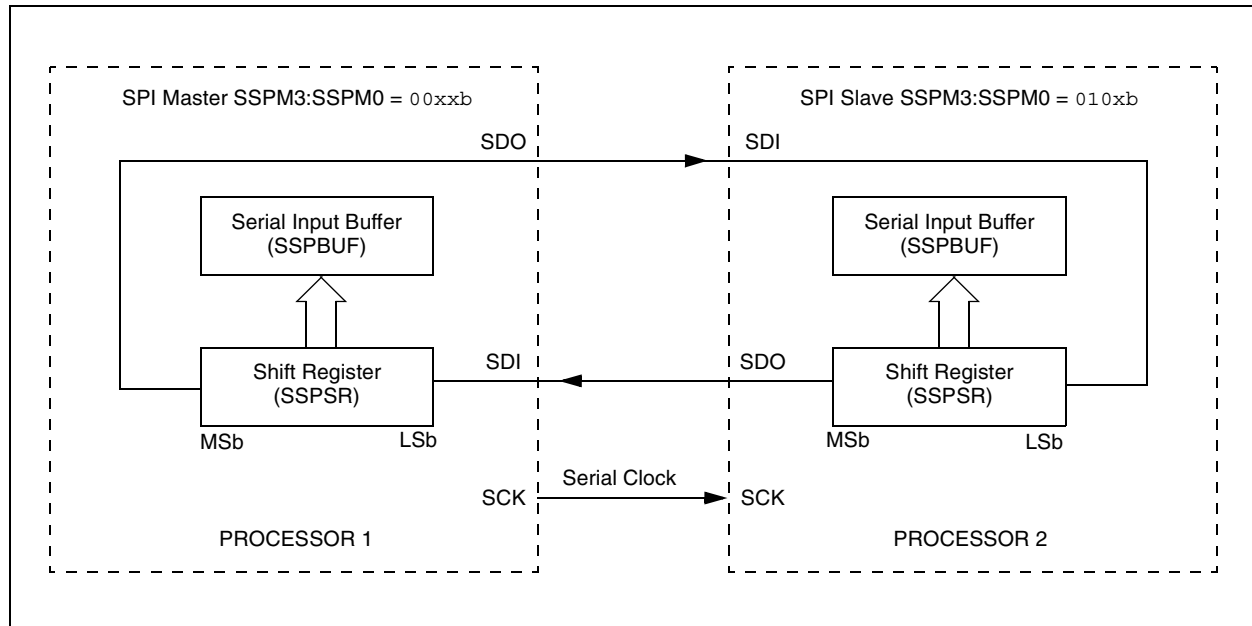 SPI Master SSPM3:SSPM0 = 00xxb
SDO
Serial Input Buffer
(SSPBUF)
Shift Register
(SSPSR)
MSb
LSb
SDI
SCK
PROCESSOR 1
Serial Clock
SPI Slave SSPM3:SSPM0 = 010xb
SDI
Serial Input Buffer
(SSPBUF)
SDO
Shift Register
(SSPSR)
MSb
LSb
SCK
PROCESSOR 2